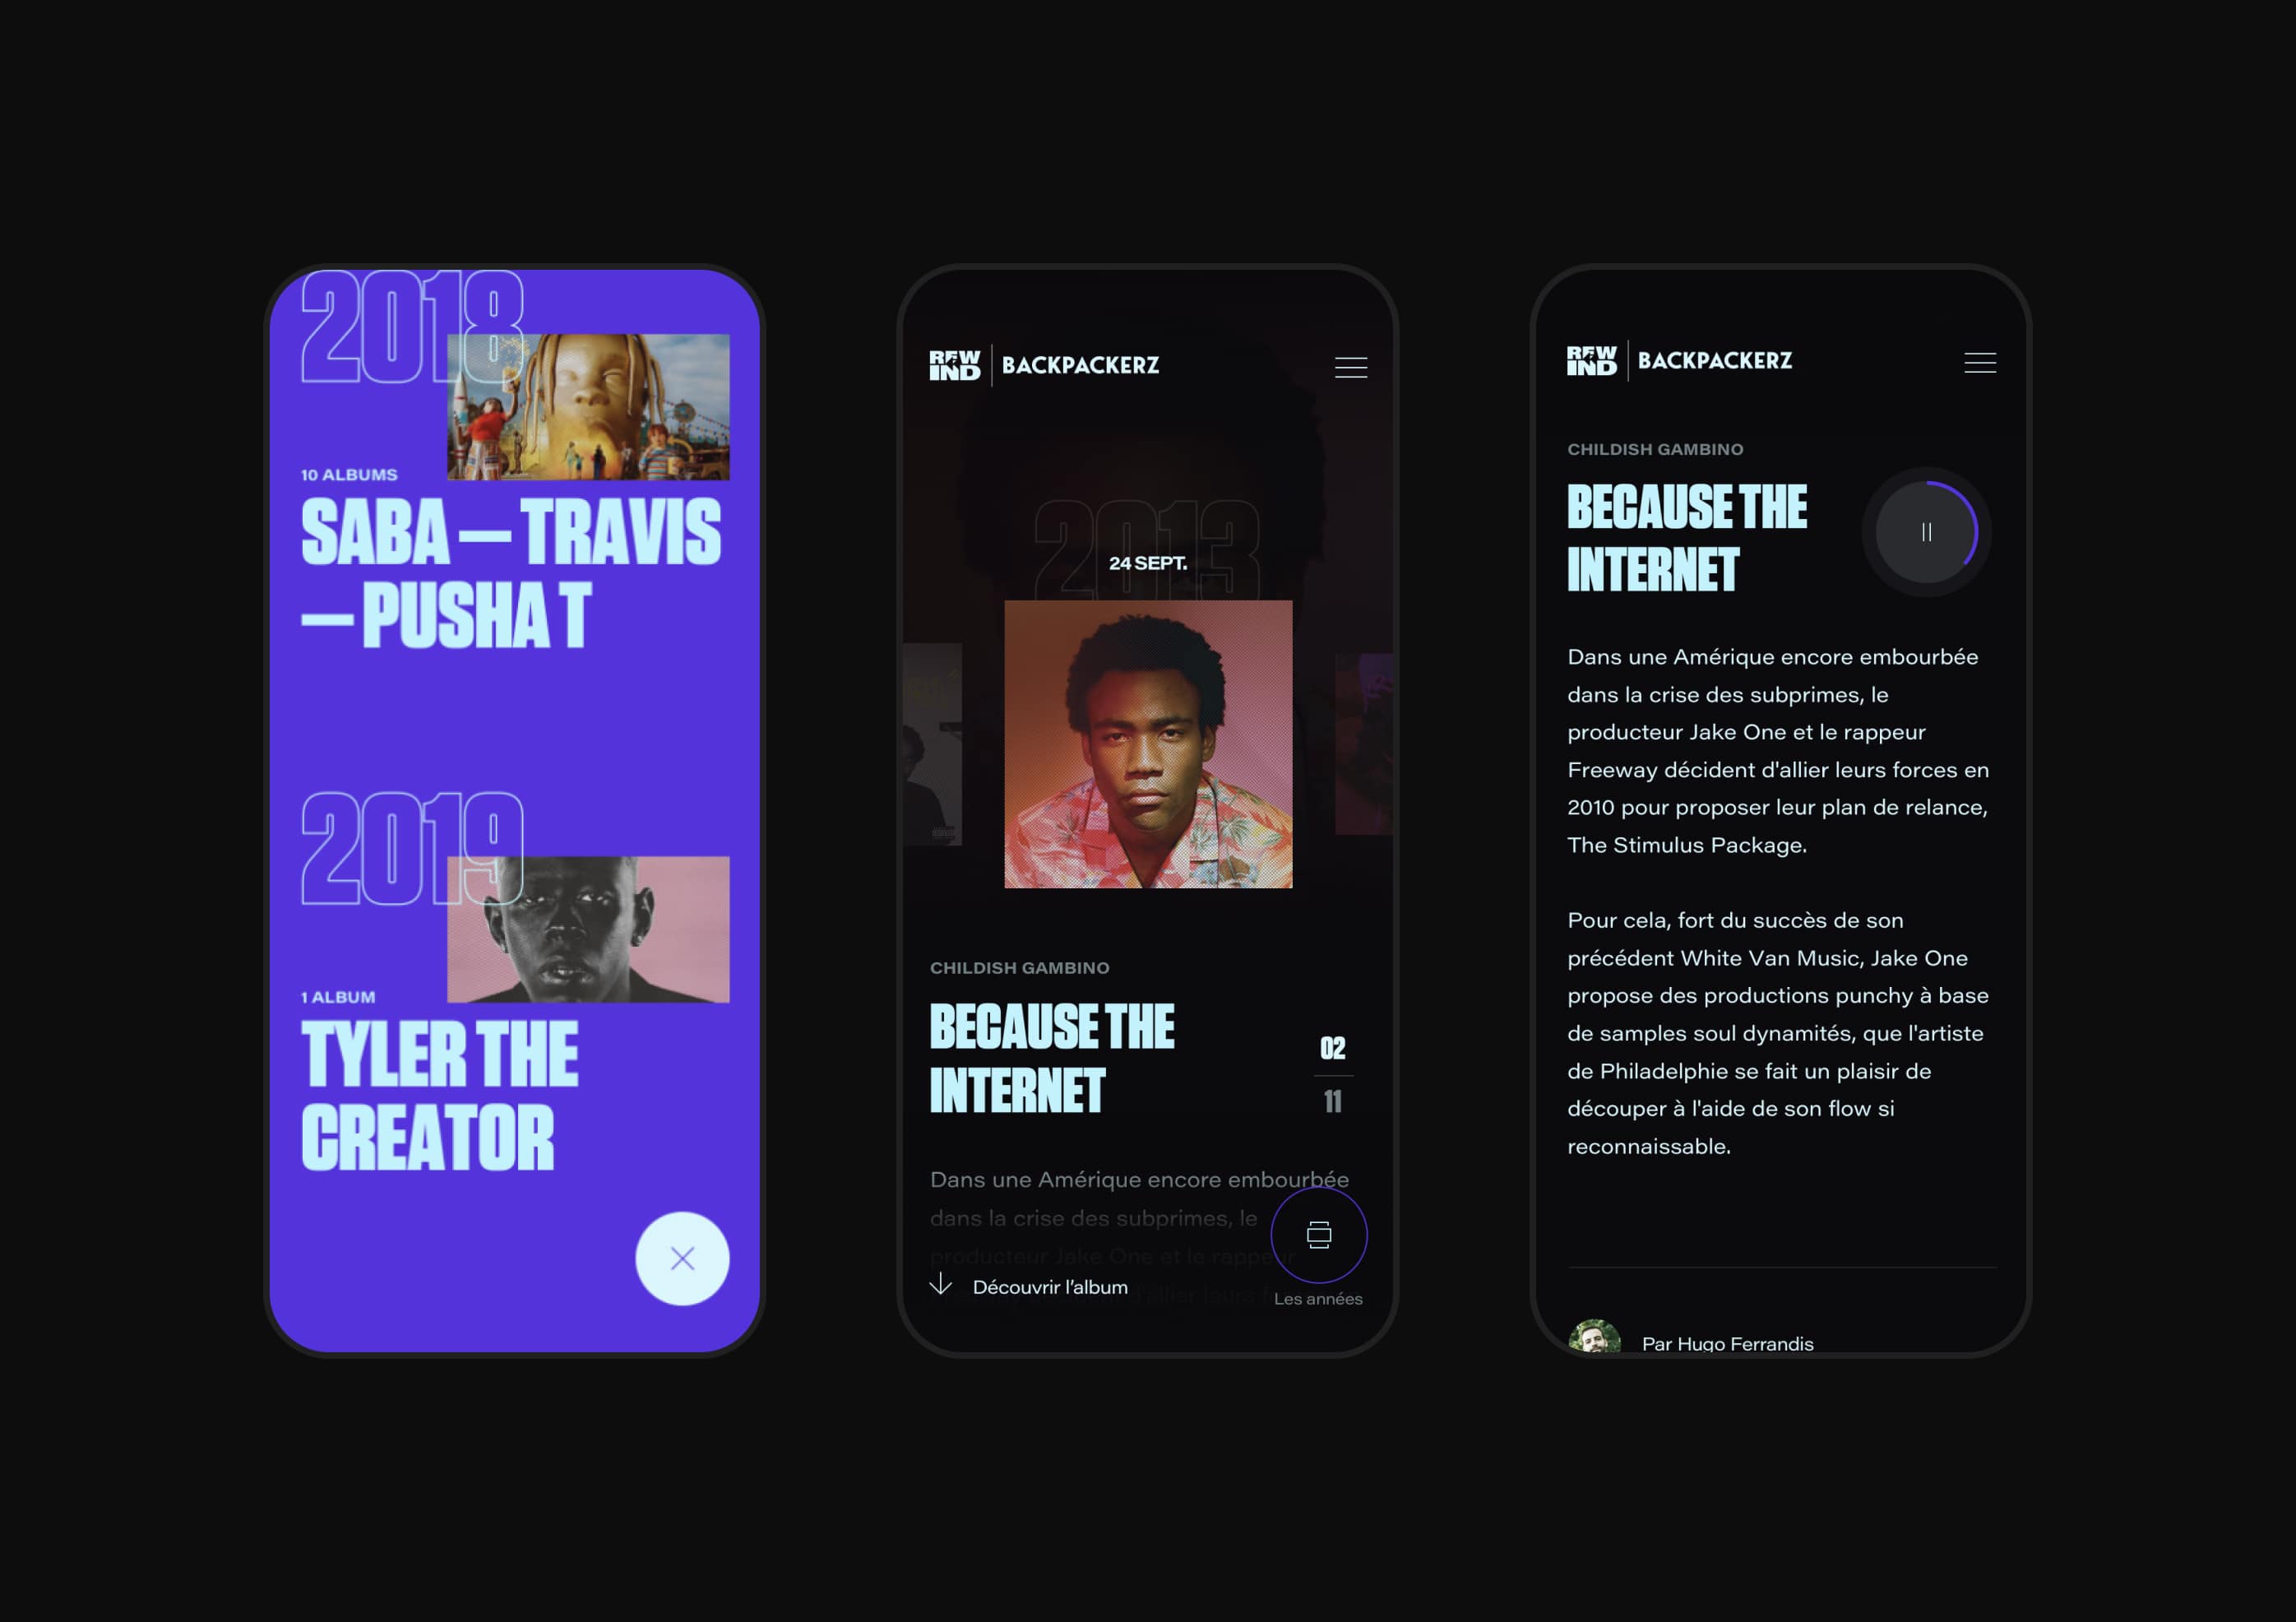 2018
10 ALBUMS
SABA — TRAVIS
— PUSHA T
2019
1 ALBUM
TYLER THE
CREATOR
REW
IND
BACKPACKERZ
2013
24 SEPT.
CHILDISH GAMBINO
BECAUSE THE
INTERNET
02
11
Dans une Amérique encore embourbée
dans la crise des subprimes, le
producteur Jake One et le rappeur
Découvrir l'album
Les années
REW
IND
BACKPACKERZ
CHILDISH GAMBINO
BECAUSE THE
INTERNET
Dans une Amérique encore embourbée
dans la crise des subprimes, le
producteur Jake One et le rappeur
Freeway décident d'allier leurs forces en
2010 pour proposer leur plan de relance,
The Stimulus Package.
Pour cela, fort du succès de son
précédent White Van Music, Jake One
propose des productions punchy à base
de samples soul dynamités, que l'artiste
de Philadelphie se fait un plaisir de
découper à l'aide de son flow si
reconnaissable.
Par Hugo Ferrandis